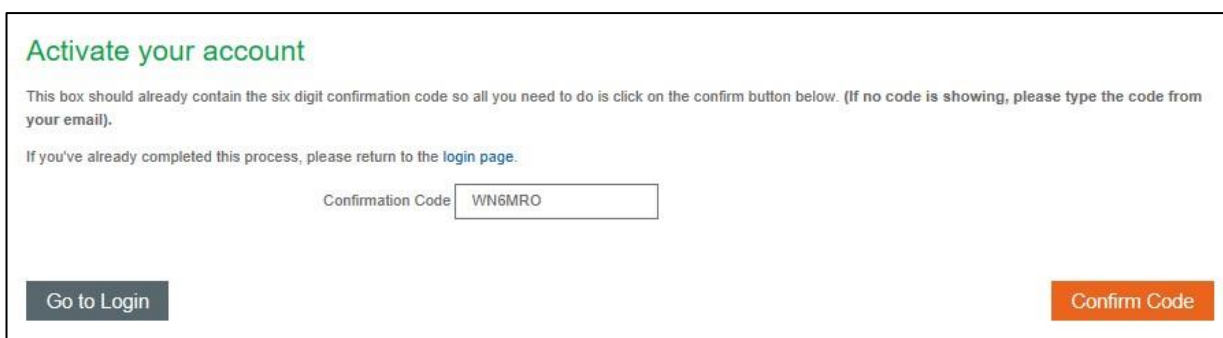 Activate your account
This box should already contain the six digit confirmation code so all you need to do is click on the confirm button below. (If no code is showing, please type the code from
your email).
If you've already completed this process, please return to the login page.
Confirmation Code WN6MRO
Go to Login Confirm Code